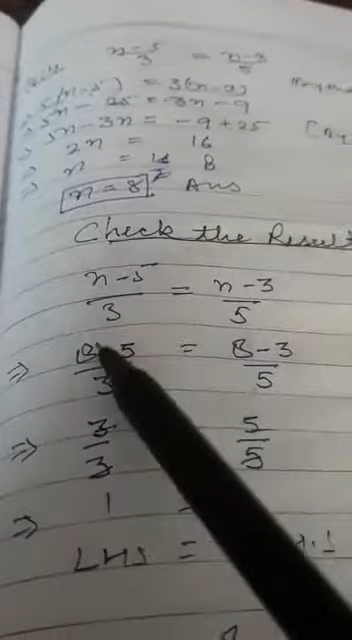 n-5/3 = n-3/5
5(n-5) = 3(n-3)
5n - 25 = 3n - 9
⇒ 5n - 3n = -9 + 25
⇒ 2n = 16
⇒ n = 16/2 8
⇒ n = 8 Ans
Check the Result
n-5/3 = n-3/5
⇒ 8-5/3 = 8-3/5
⇒ 3/3 5/5
⇒ 1 =
LHS =